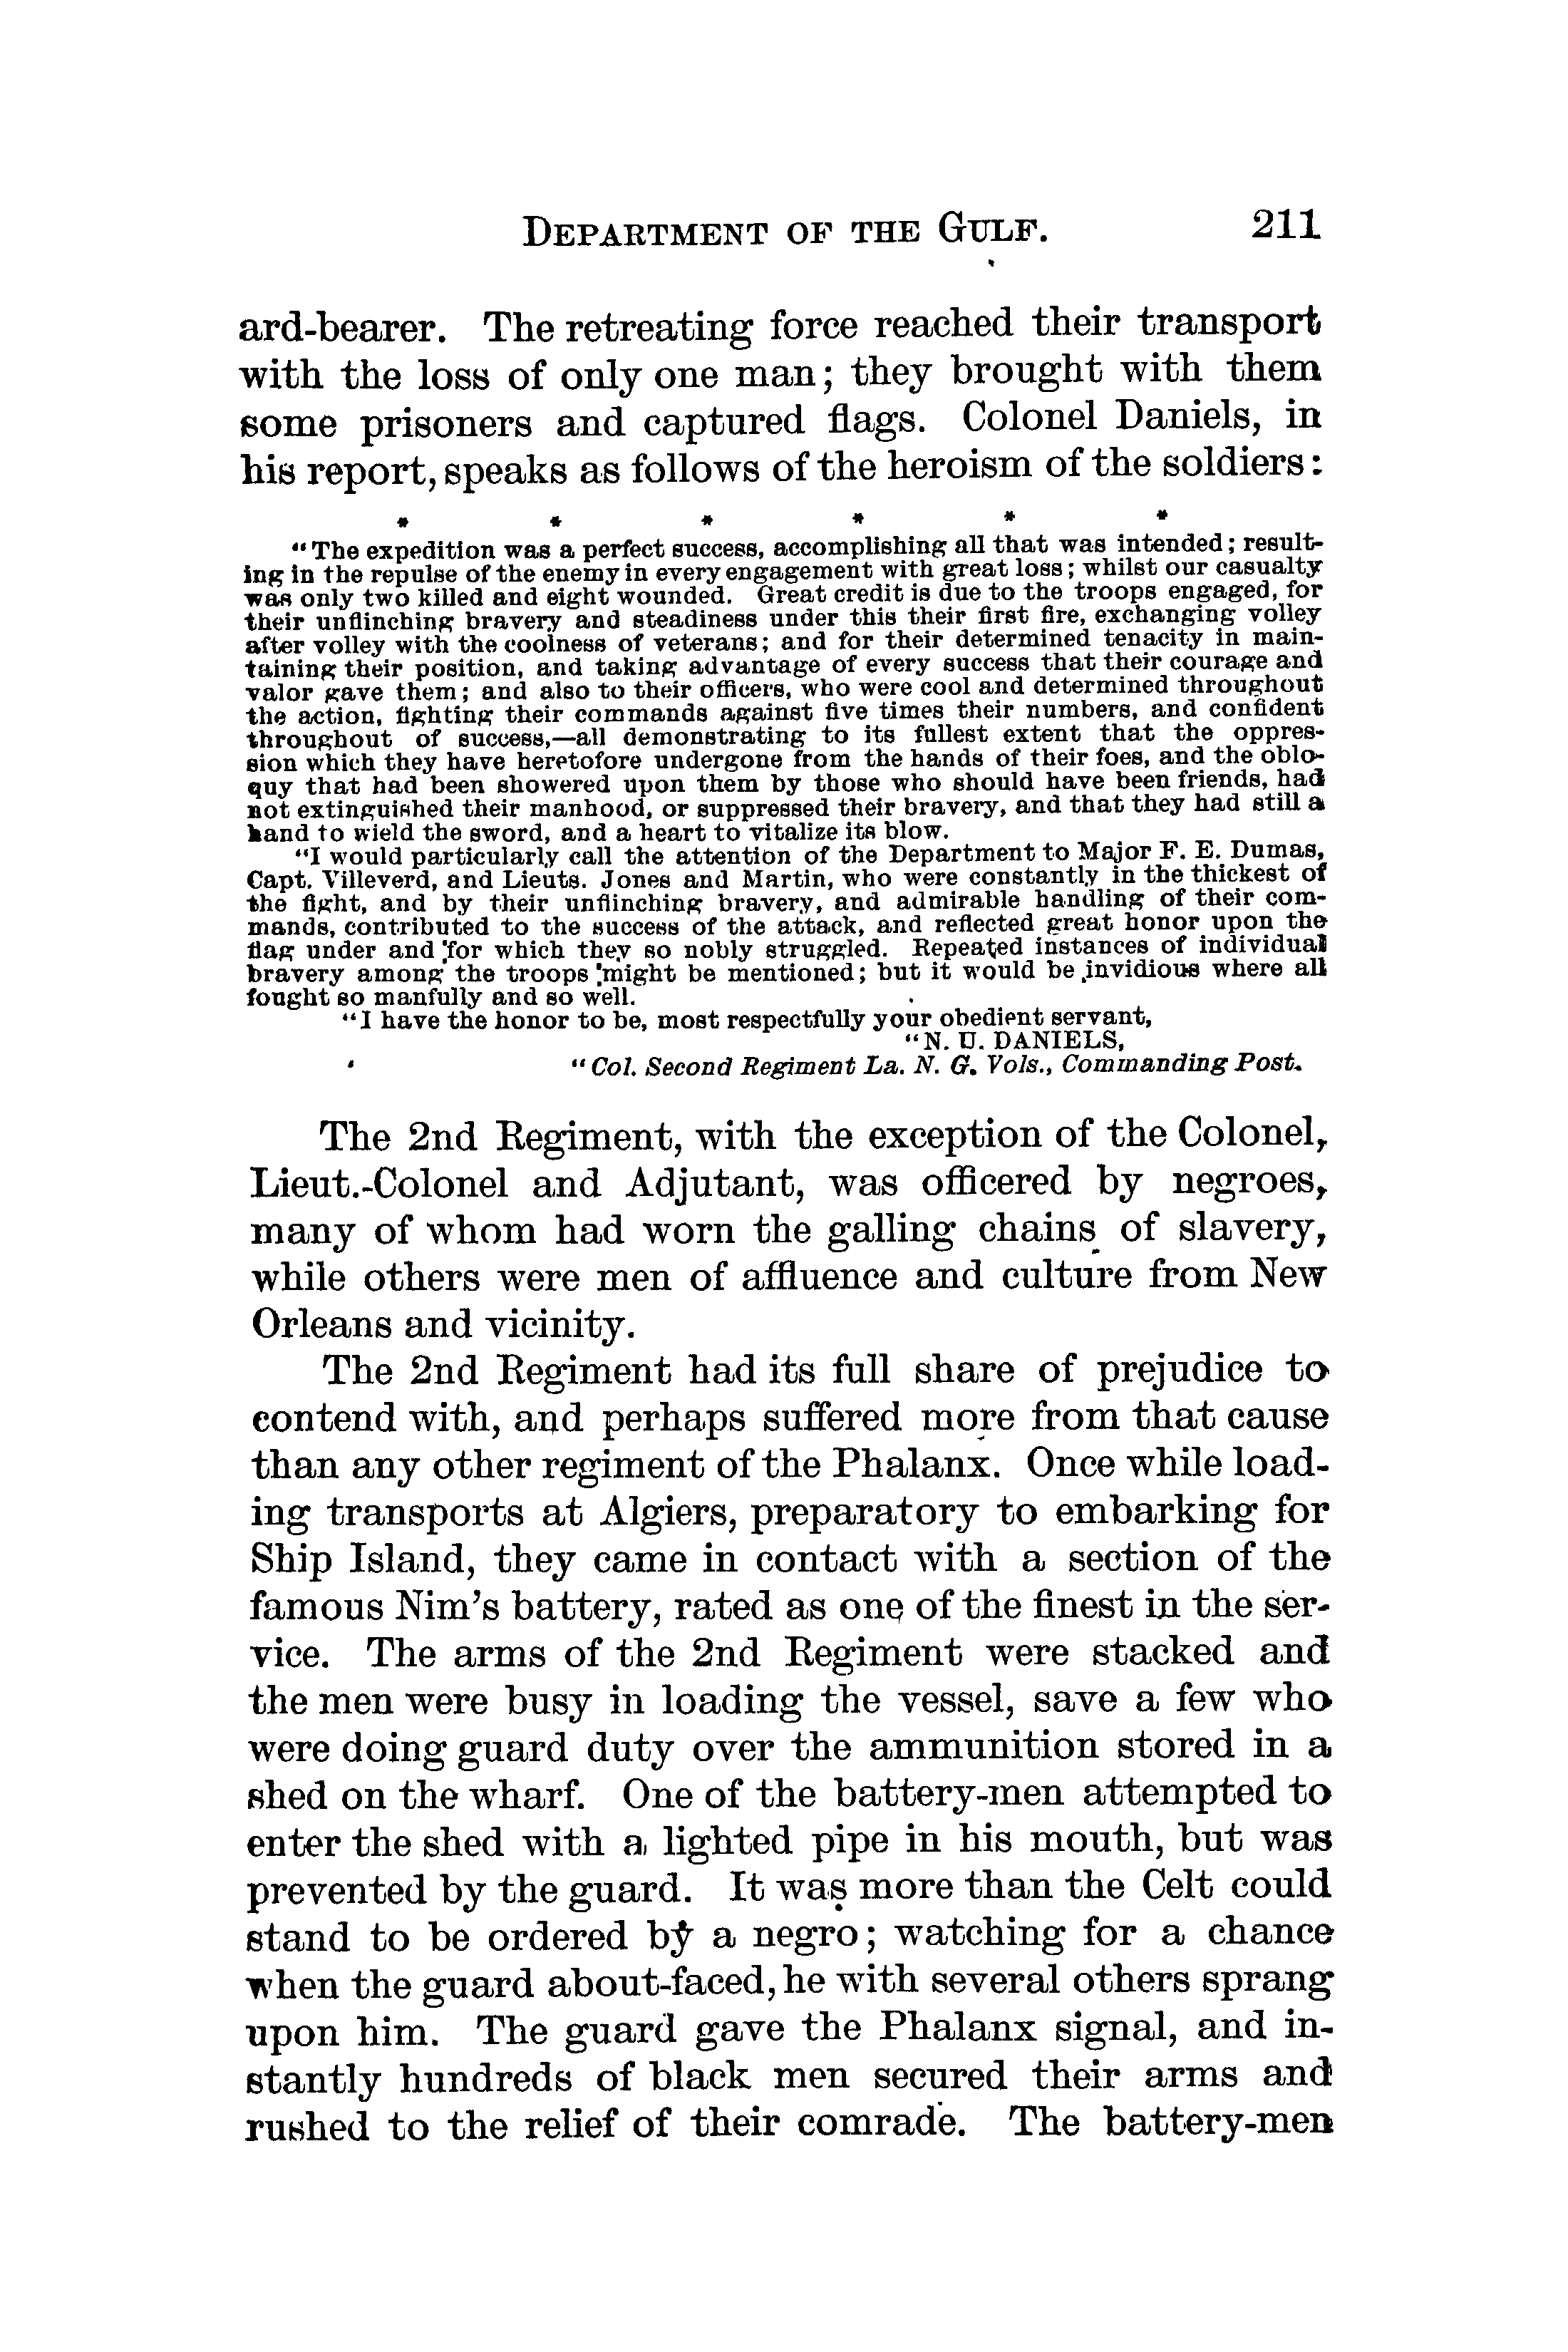 DEPARTMENT OF THE GULF. 211
ard-bearer. The retreating force reached their transport
with the loss of only one man; they brought with them
some prisoners and captured flags. Colonel Daniels, in
his report, speaks as follows of the heroism of the soldiers:
* * * * * *
"The expedition was a perfect success, accomplishing all that was intended; result-
ing in the repulse of the enemy in every engagement with great loss; whilst our casualty
was only two killed and eight wounded. Great credit is due to the troops engaged, for
their unflinching bravery and steadiness under this their first fire, exchanging volley
after volley with the coolness of veterans; and for their determined tenacity in main-
taining their position, and taking advantage of every success that their courage and
valor gave them; and also to their officers, who were cool and determined throughout
the action, fighting their commands against five times their numbers, and confident
throughout of success,—all demonstrating to its fullest extent that the oppres-
sion which they have heretofore undergone from the hands of their foes, and the oblo-
quy that had been showered upon them by those who should have been friends, had
not extinguished their manhood, or suppressed their bravery, and that they had still a
hand to wield the sword, and a heart to vitalize its blow.
"I would particularly call the attention of the Department to Major F. E. Dumas,
Capt. Villeverd, and Lieuts. Jones and Martin, who were constantly in the thickest of
the fight, and by their unflinching bravery, and admirable handling of their com-
mands, contributed to the success of the attack, and reflected great honor upon the
flag under and for which they so nobly struggled. Repeated instances of individual
bravery among the troops might be mentioned; but it would be invidious where all
fought so manfully and so well.
"I have the honor to be, most respectfully your obedient servant,
"N. U. DANIELS,
"Col. Second Regiment La. N. G. Vols., Commanding Post.
The 2nd Regiment, with the exception of the Colonel,
Lieut.-Colonel and Adjutant, was officered by negroes,
many of whom had worn the galling chains of slavery,
while others were men of affluence and culture from New
Orleans and vicinity.
The 2nd Regiment had its full share of prejudice to
contend with, and perhaps suffered more from that cause
than any other regiment of the Phalanx. Once while load-
ing transports at Algiers, preparatory to embarking for
Ship Island, they came in contact with a section of the
famous Nim's battery, rated as one of the finest in the ser-
vice. The arms of the 2nd Regiment were stacked and
the men were busy in loading the vessel, save a few who
were doing guard duty over the ammunition stored in a
shed on the wharf. One of the battery-men attempted to
enter the shed with a lighted pipe in his mouth, but was
prevented by the guard. It was more than the Celt could
stand to be ordered by a negro; watching for a chance
when the guard about-faced, he with several others sprang
upon him. The guard gave the Phalanx signal, and in-
stantly hundreds of black men secured their arms and
rushed to the relief of their comrade. The battery-men